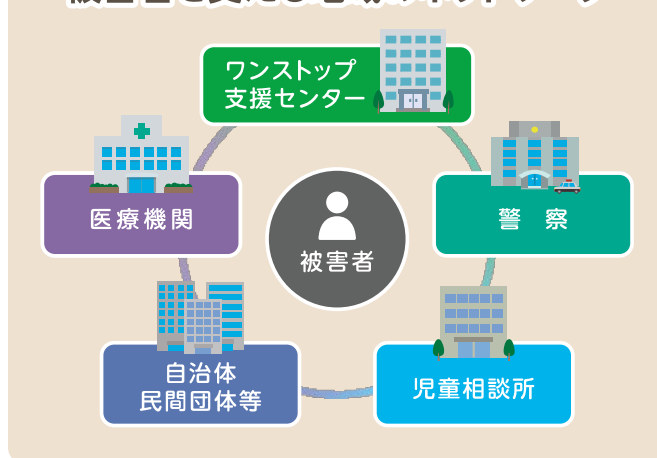 ワンストップ
支援センター
医療機関
警 察
被害者
自治体
民間団体等
児童相談所